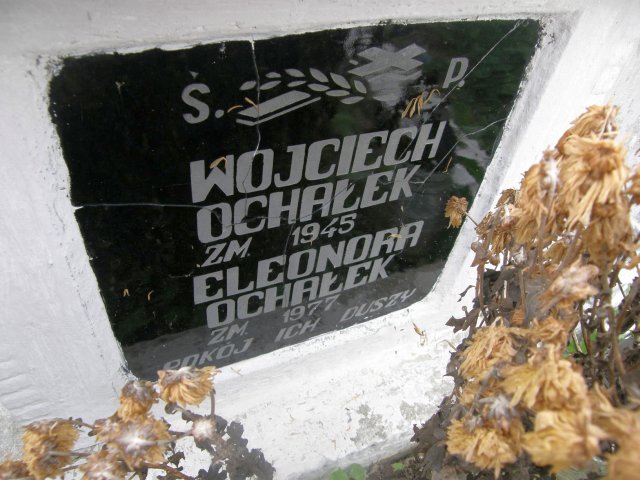 Ś. P.
WOJCIECH
OCHAŁEK
ZM. 1945
ELEONORA
OCHAŁEK
ZM. 1977
POKÓJ ICH DUSZY